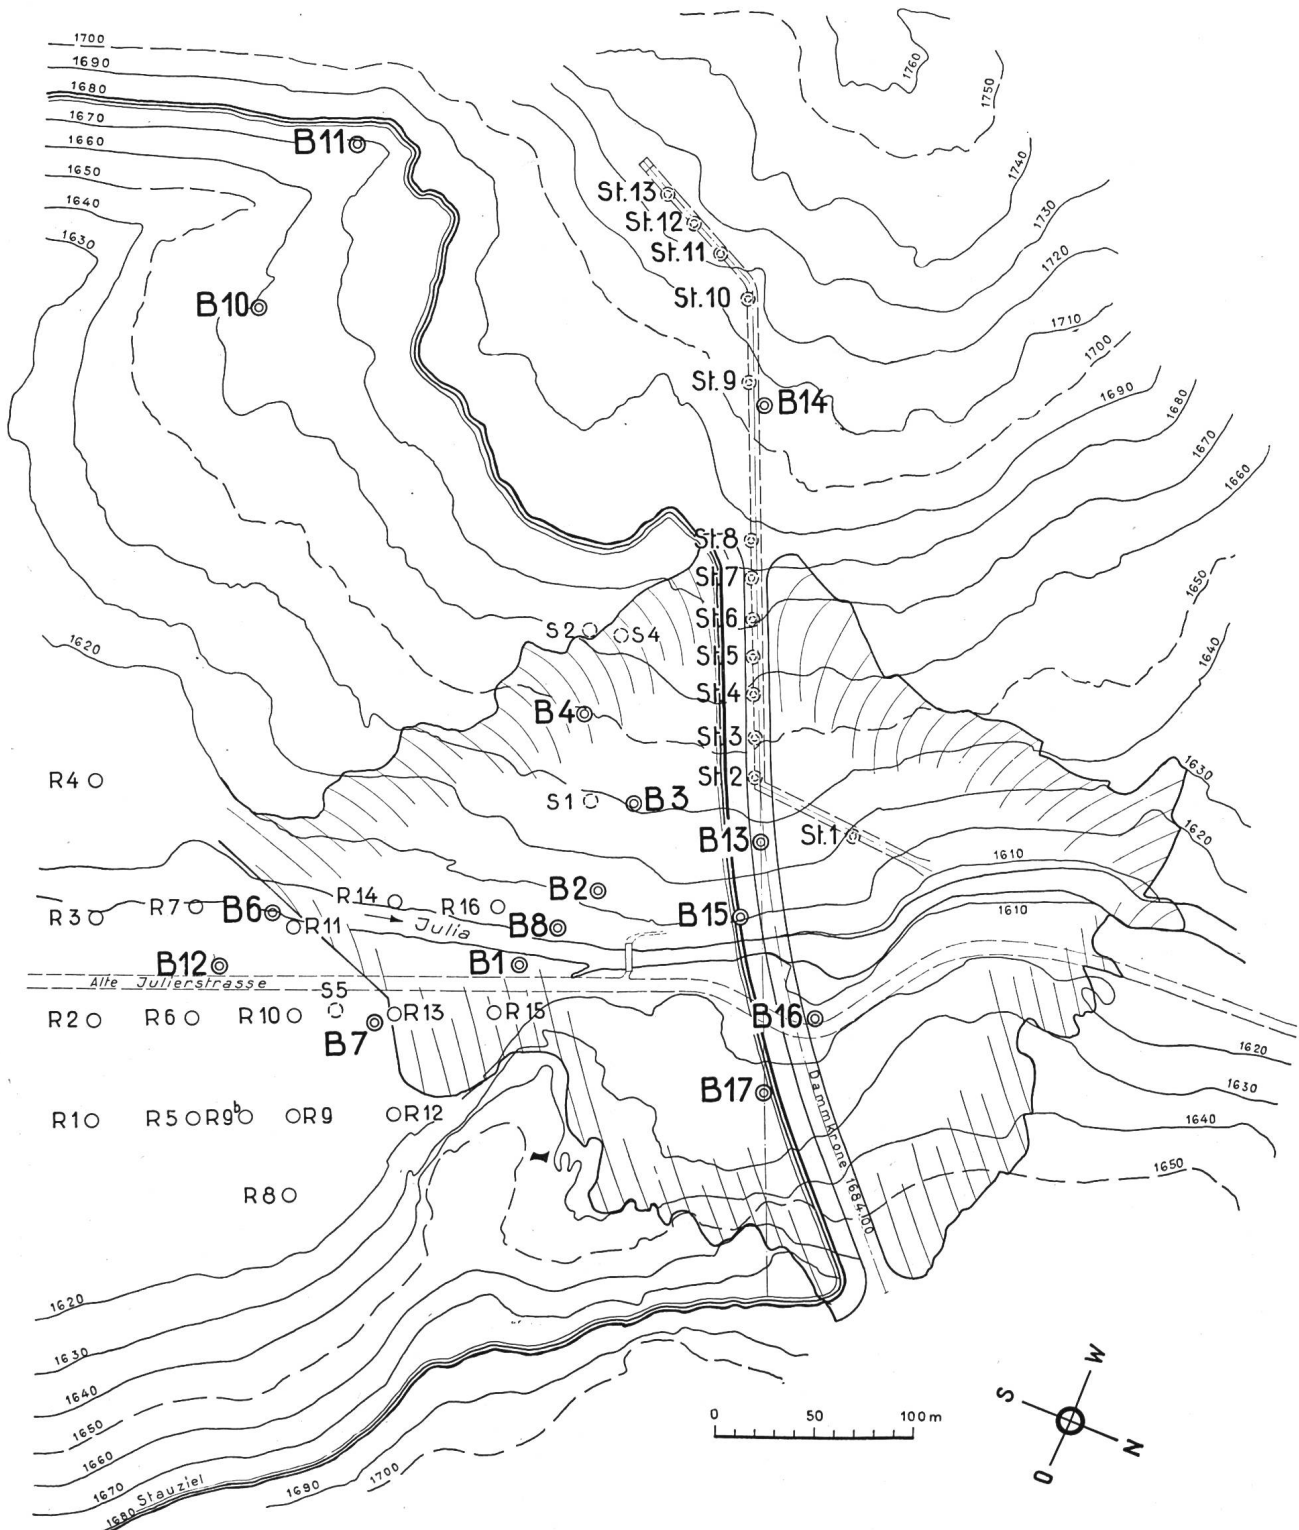 1700
1690
1680
1670
1660
1650
1640
1630
1760
1750
1740
1730
1720
1710
1700
1690
1680
1670
1660
1650
1640
1630
1620
B11
St.13
St.12
St.11
B10
St.10
St.9
B14
St.8
St.7
St.6
S2 S4
St.5
1620
St.4
B4
St.3
R4
St.2
S1 B3
B13 St.1
1610
B2
R3 R7 B6 R14 R16 B15
R11 Julia B8
1610
B12 B1
Alte Julierstrasse
S5
R2 R6 R10 R13 R15 B16
B7
1620
1630
B17
R1 R5 R9b R9 R12
1640
1650
Dammkrone 1684.00
R8
1620
1630
1640
1650
1660
1670
1680 Stauziel
1690
1700
0 50 100 m
W
S
N
O